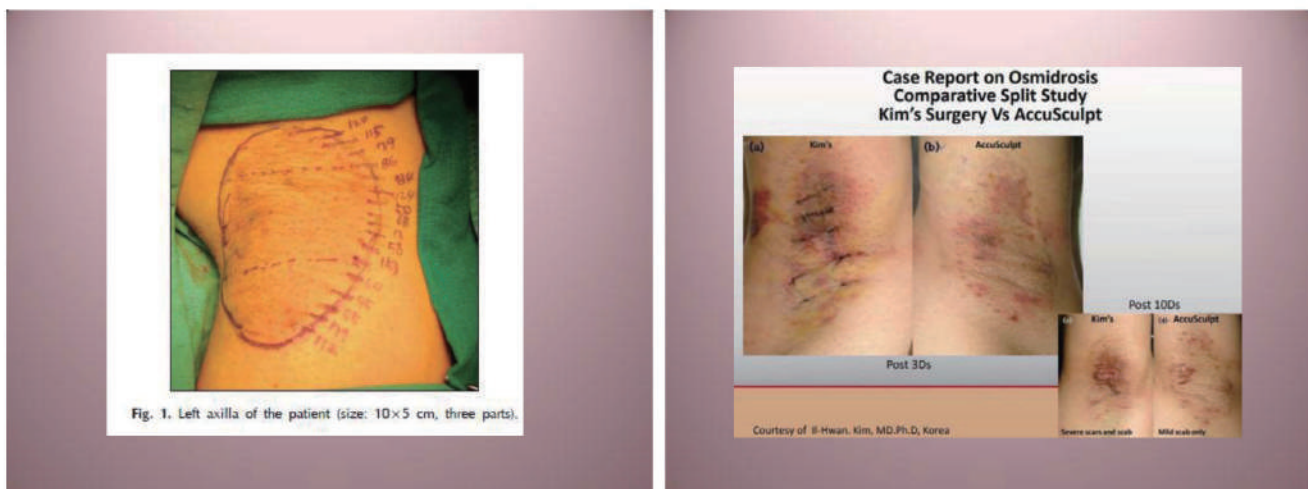 Fig. 1. Left axilla of the patient (size: 10×5 cm, three parts).
Case Report on Osmidrosis
Comparative Split Study
Kim's Surgery Vs AccuSculpt
(a) Kim's
(b) AccuSculpt
Post 3Ds
Post 10Ds
Kim's
AccuSculpt
Severe scars and scab
Mild scab only
Courtesy of Il-Hwan. Kim, MD.Ph.D, Korea